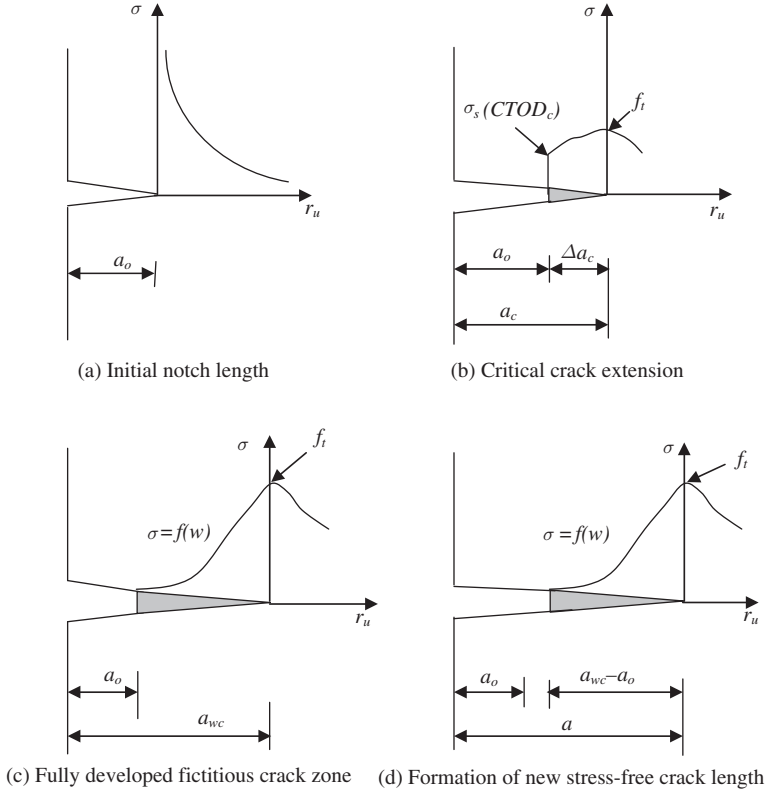 σ
r_u
a_o
(a) Initial notch length
σ
σ_s (CTOD_c)
f_t
r_u
a_o
Δa_c
a_c
(b) Critical crack extension
σ
f_t
σ = f(w)
r_u
a_o
a_wc
(c) Fully developed fictitious crack zone
σ
f_t
σ = f(w)
r_u
a_o
a_wc–a_o
a
(d) Formation of new stress-free crack length